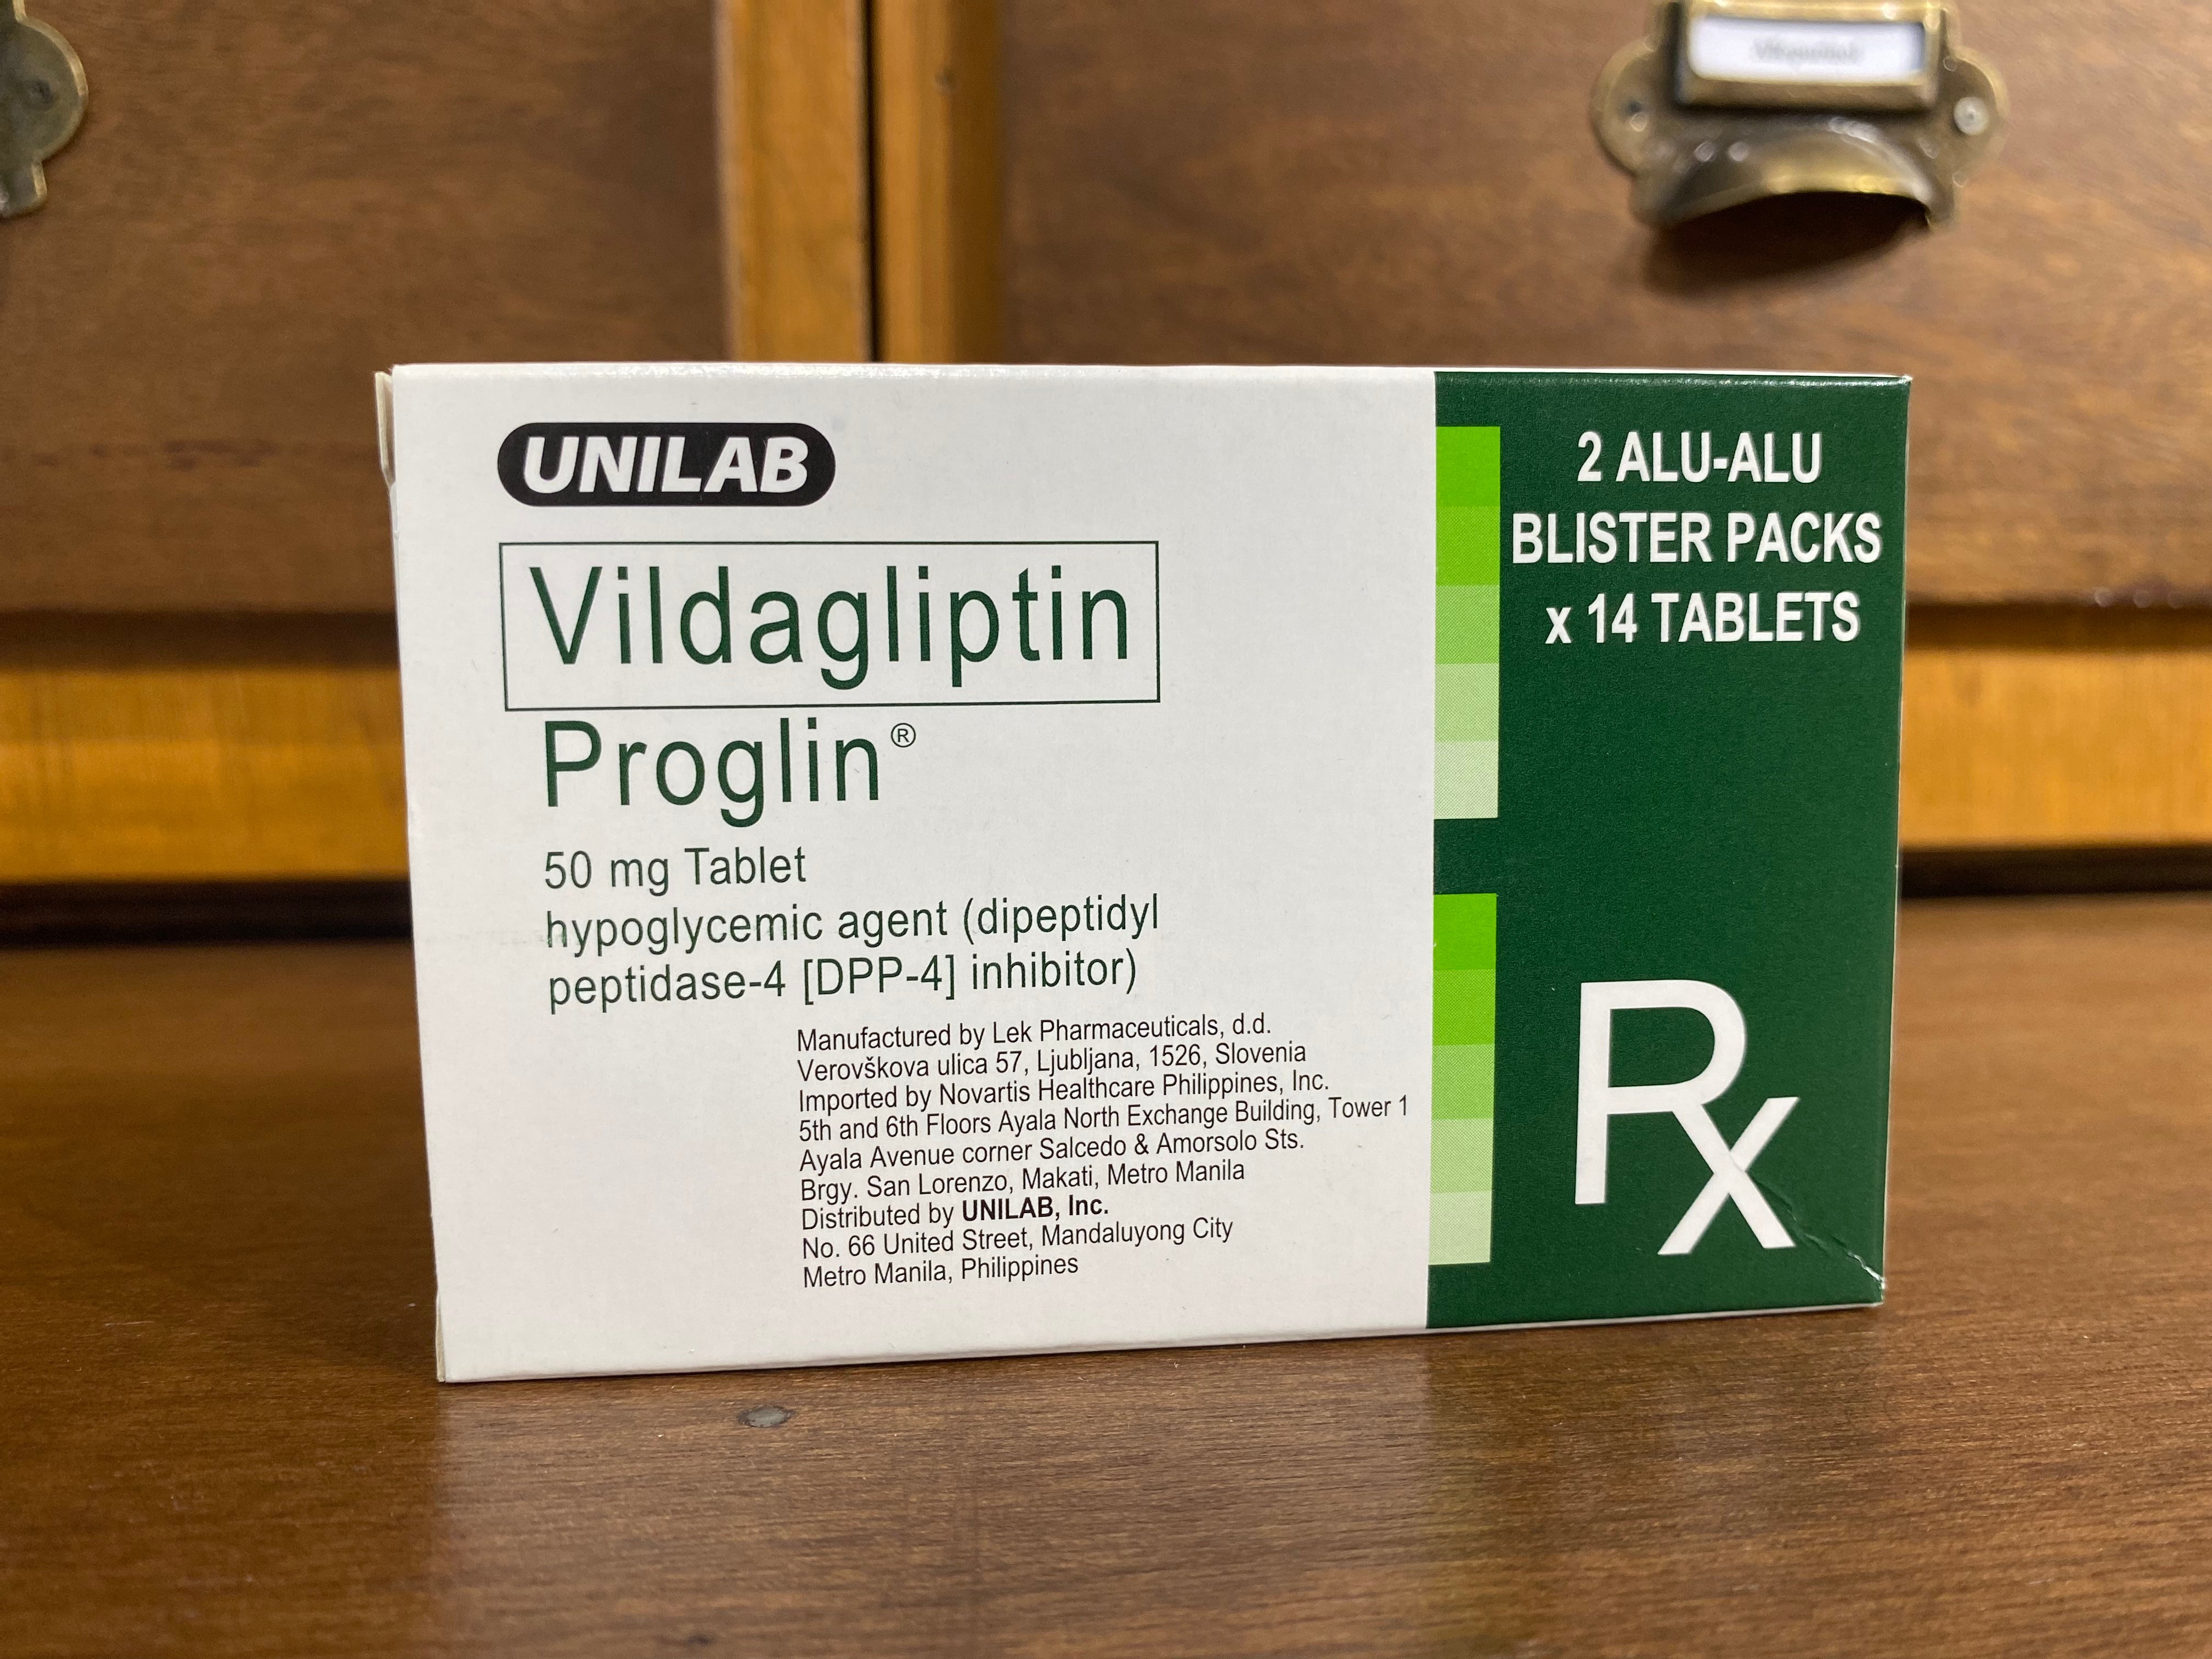 UNILAB
Vildagliptin
Proglin®
50 mg Tablet
hypoglycemic agent (dipeptidyl
peptidase-4 [DPP-4] inhibitor)
Manufactured by Lek Pharmaceuticals, d.d.
Verovškova ulica 57, Ljubljana, 1526, Slovenia
Imported by Novartis Healthcare Philippines, Inc.
5th and 6th Floors Ayala North Exchange Building, Tower 1
Ayala Avenue corner Salcedo & Amorsolo Sts.
Brgy. San Lorenzo, Makati, Metro Manila
Distributed by UNILAB, Inc.
No. 66 United Street, Mandaluyong City
Metro Manila, Philippines
2 ALU-ALU
BLISTER PACKS
x 14 TABLETS
Rx